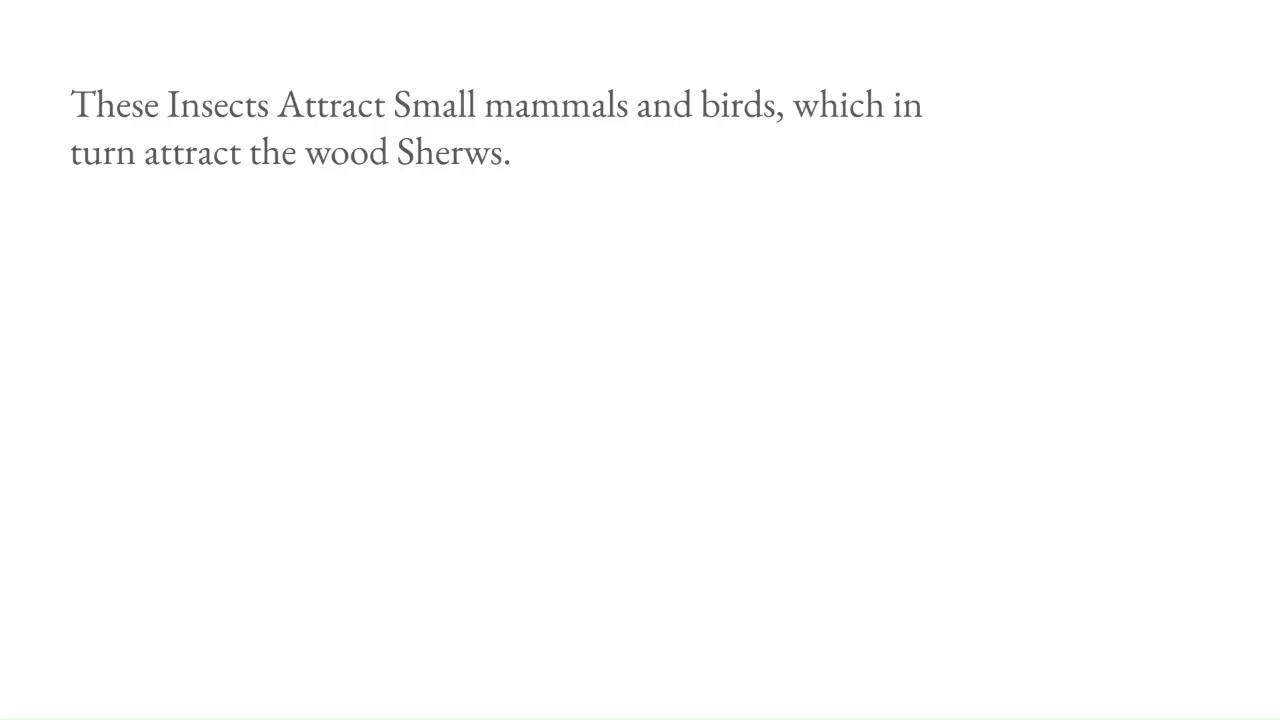 These Insects Attract Small mammals and birds, which in
turn attract the wood Sherws.